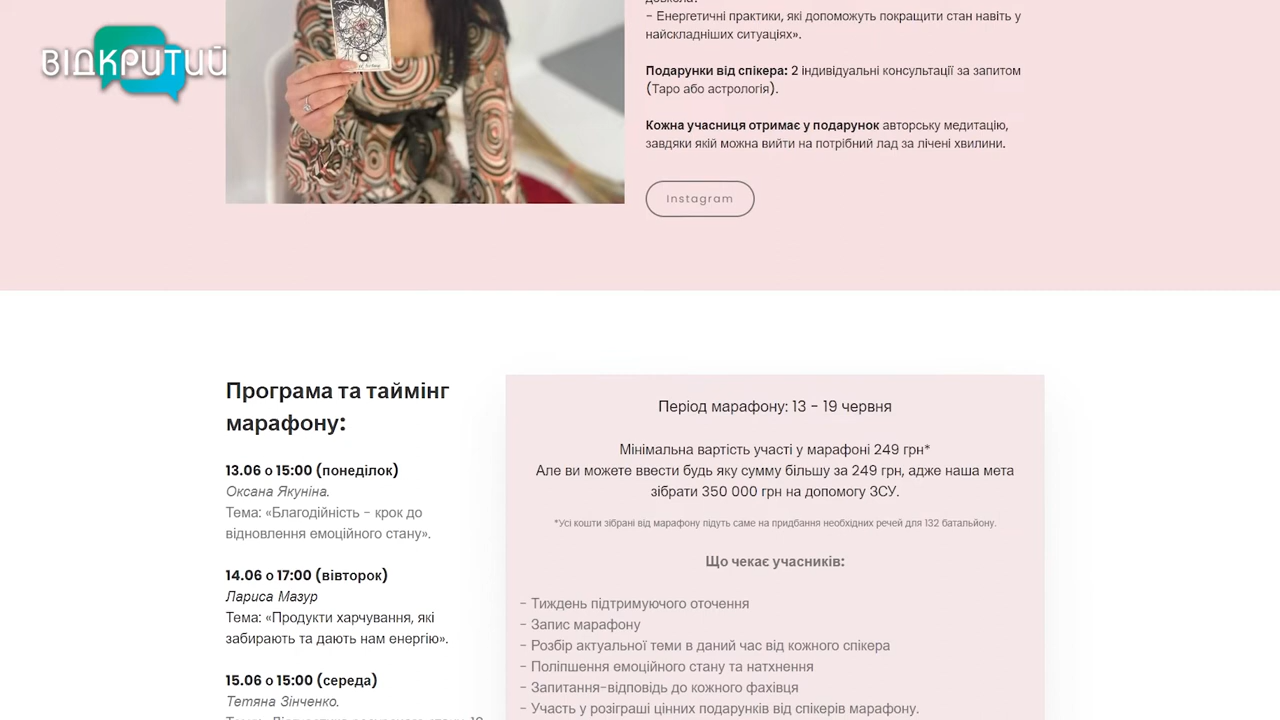 ВІДКРИТИЙ
- Енергетичні практики, які допоможуть покращити стан навіть у
найскладніших ситуаціях».
Подарунки від спікера: 2 індивідуальні консультації за запитом
(Таро або астрологія).
Кожна учасниця отримає у подарунок авторську медитацію,
завдяки якій можна вийти на потрібний лад за лічені хвилини.
Instagram
Програма та таймінг
марафону:
13.06 о 15:00 (понеділок)
Оксана Якуніна.
Тема: «Благодійність - крок до
відновлення емоційного стану».
14.06 о 17:00 (вівторок)
Лариса Мазур
Тема: «Продукти харчування, які
забирають та дають нам енергію».
15.06 о 15:00 (середа)
Тетяна Зінченко.
Період марафону: 13 - 19 червня
Мінімальна вартість участі у марафоні 249 грн*
Але ви можете ввести будь яку сумму більшу за 249 грн, адже наша мета
зібрати 350 000 грн на допомогу ЗСУ.
*Усі кошти зібрані від марафону підуть саме на придбання необхідних речей для 132 батальйону.
Що чекає учасників:
- Тиждень підтримуючого оточення
- Запис марафону
- Розбір актуальної теми в даний час від кожного спікера
- Поліпшення емоційного стану та натхнення
- Запитання-відповідь до кожного фахівця
- Участь у розіграші цінних подарунків від спікерів марафону.